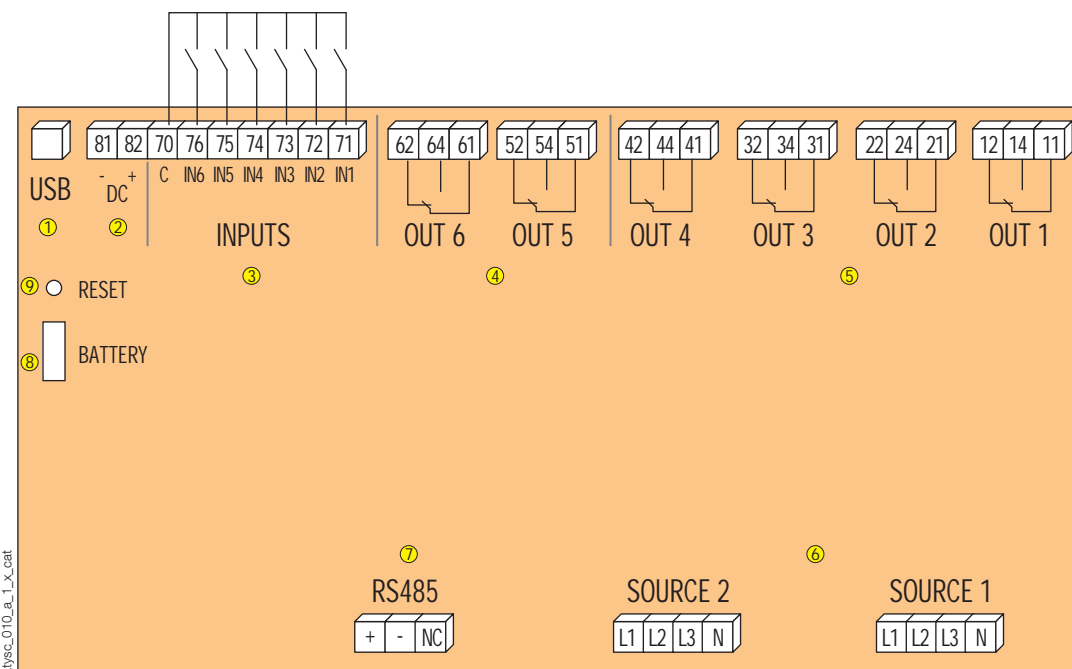 81 82 70 76 75 74 73 72 71 62 64 61 52 54 51 42 44 41 32 34 31 22 24 21 12 14 11
- + C IN6 IN5 IN4 IN3 IN2 IN1
USB DC
1 2 INPUTS OUT 6 OUT 5 OUT 4 OUT 3 OUT 2 OUT 1
3 4 5
9 RESET
8 BATTERY
7 6
RS485 SOURCE 2 SOURCE 1
+ - NC L1 L2 L3 N L1 L2 L3 N
tysc_010_a_1_x_cat